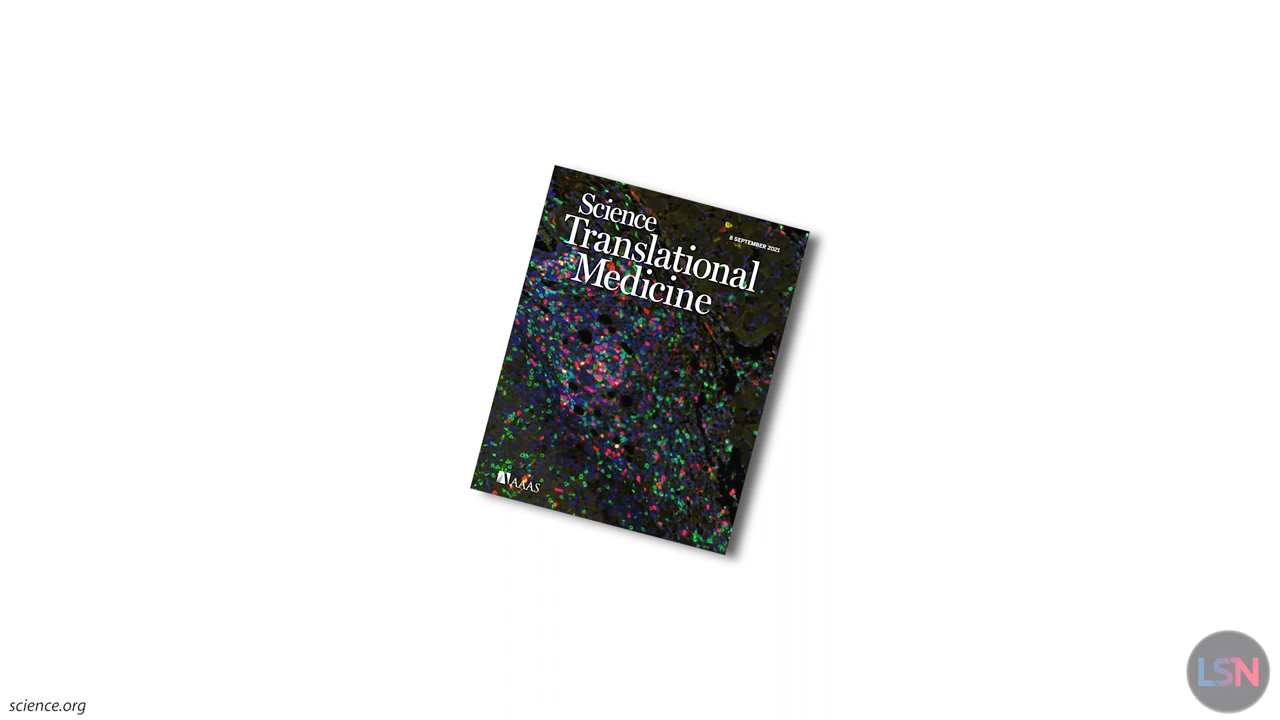 Science
Translational
Medicine
8 SEPTEMBER 2021
AAAS
science.org
LSN